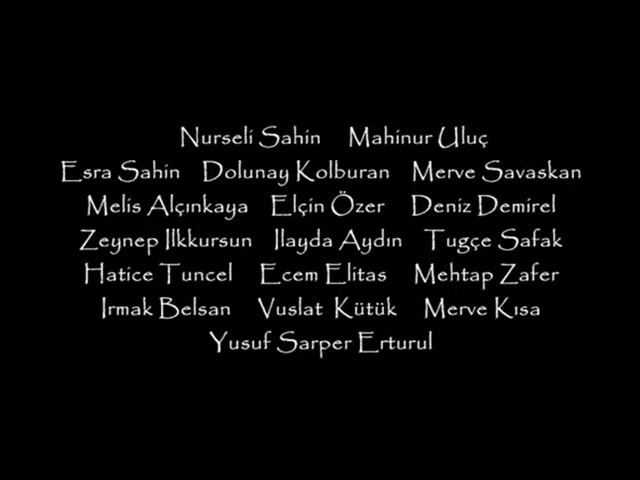 Nurseli Sahin Mahinur Uluç
Esra Sahin Dolunay Kolburan Merve Savaskan
Melis Alçınkaya Elçin Özer Deniz Demirel
Zeynep Ilkkursun Ilayda Aydın Tugçe Safak
Hatice Tuncel Ecem Elitas Mehtap Zafer
Irmak Belsan Vuslat Kütük Merve Kısa
Yusuf Sarper Erturul